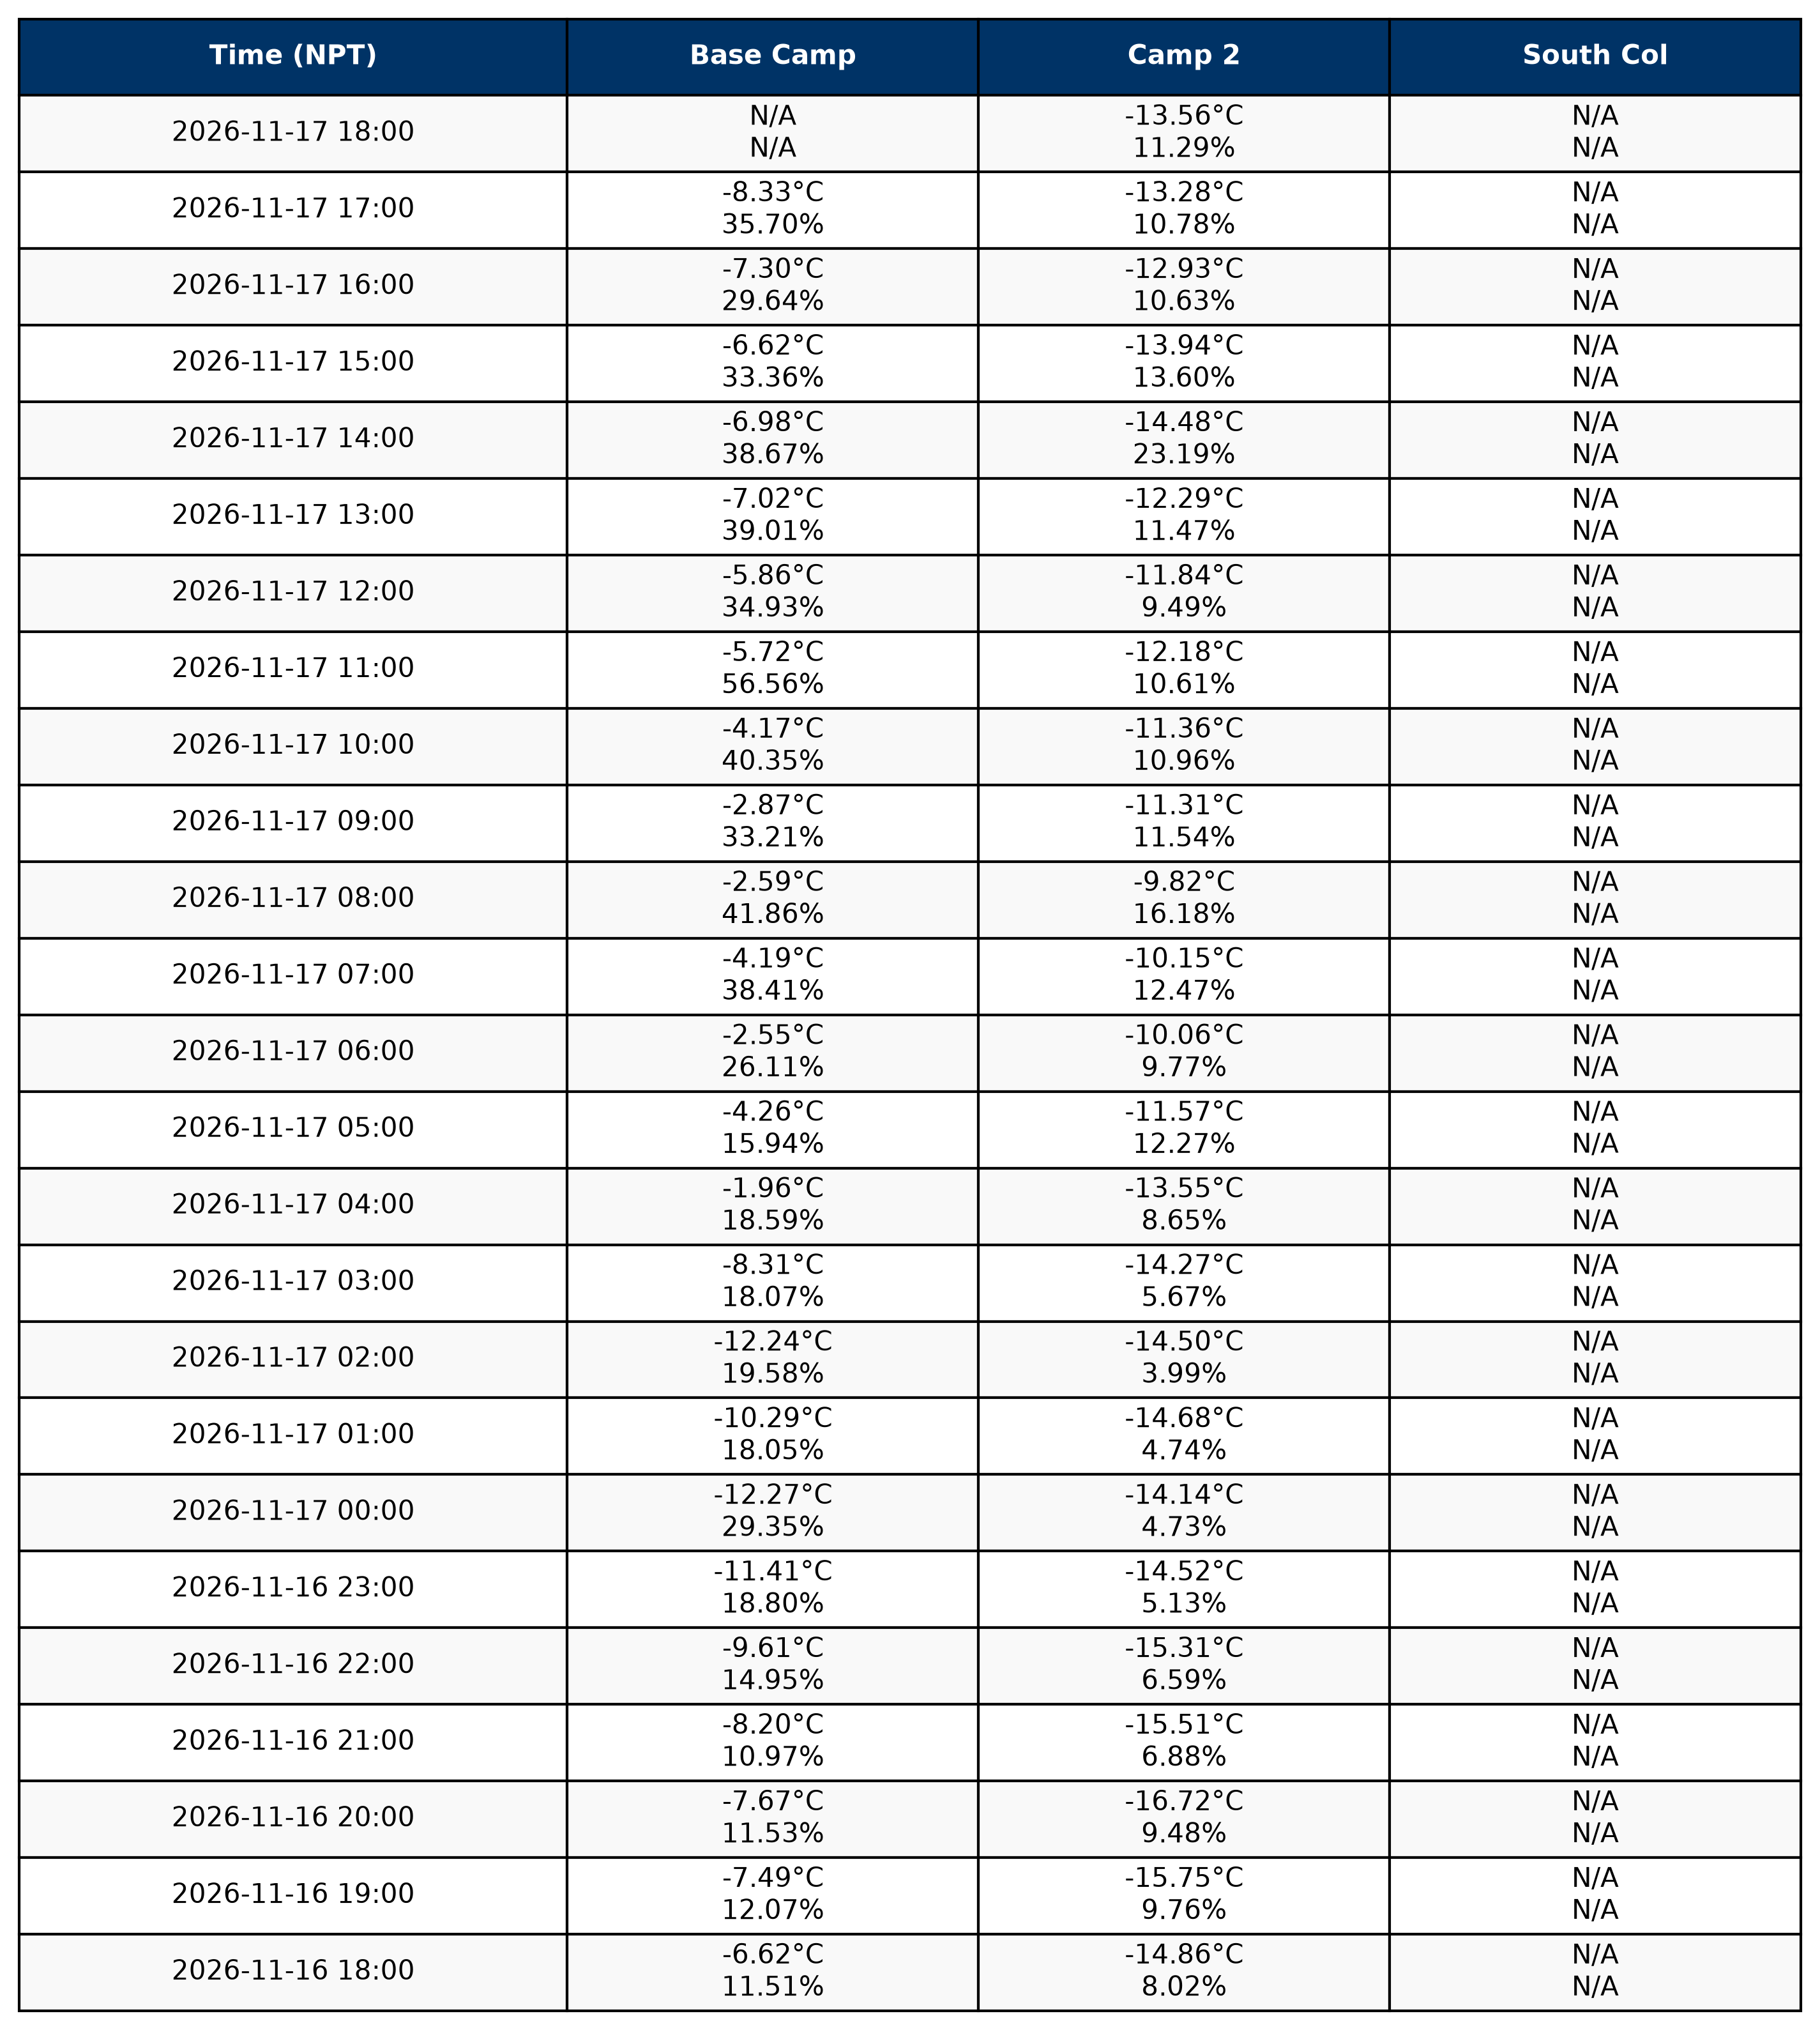 Time (NPT) Base Camp Camp 2 South Col
2026-11-17 18:00 N/A -13.56°C N/A
N/A 11.29% N/A
2026-11-17 17:00 -8.33°C -13.28°C N/A
35.70% 10.78% N/A
2026-11-17 16:00 -7.30°C -12.93°C N/A
29.64% 10.63% N/A
2026-11-17 15:00 -6.62°C -13.94°C N/A
33.36% 13.60% N/A
2026-11-17 14:00 -6.98°C -14.48°C N/A
38.67% 23.19% N/A
2026-11-17 13:00 -7.02°C -12.29°C N/A
39.01% 11.47% N/A
2026-11-17 12:00 -5.86°C -11.84°C N/A
34.93% 9.49% N/A
2026-11-17 11:00 -5.72°C -12.18°C N/A
56.56% 10.61% N/A
2026-11-17 10:00 -4.17°C -11.36°C N/A
40.35% 10.96% N/A
2026-11-17 09:00 -2.87°C -11.31°C N/A
33.21% 11.54% N/A
2026-11-17 08:00 -2.59°C -9.82°C N/A
41.86% 16.18% N/A
2026-11-17 07:00 -4.19°C -10.15°C N/A
38.41% 12.47% N/A
2026-11-17 06:00 -2.55°C -10.06°C N/A
26.11% 9.77% N/A
2026-11-17 05:00 -4.26°C -11.57°C N/A
15.94% 12.27% N/A
2026-11-17 04:00 -1.96°C -13.55°C N/A
18.59% 8.65% N/A
2026-11-17 03:00 -8.31°C -14.27°C N/A
18.07% 5.67% N/A
2026-11-17 02:00 -12.24°C -14.50°C N/A
19.58% 3.99% N/A
2026-11-17 01:00 -10.29°C -14.68°C N/A
18.05% 4.74% N/A
2026-11-17 00:00 -12.27°C -14.14°C N/A
29.35% 4.73% N/A
2026-11-16 23:00 -11.41°C -14.52°C N/A
18.80% 5.13% N/A
2026-11-16 22:00 -9.61°C -15.31°C N/A
14.95% 6.59% N/A
2026-11-16 21:00 -8.20°C -15.51°C N/A
10.97% 6.88% N/A
2026-11-16 20:00 -7.67°C -16.72°C N/A
11.53% 9.48% N/A
2026-11-16 19:00 -7.49°C -15.75°C N/A
12.07% 9.76% N/A
2026-11-16 18:00 -6.62°C -14.86°C N/A
11.51% 8.02% N/A